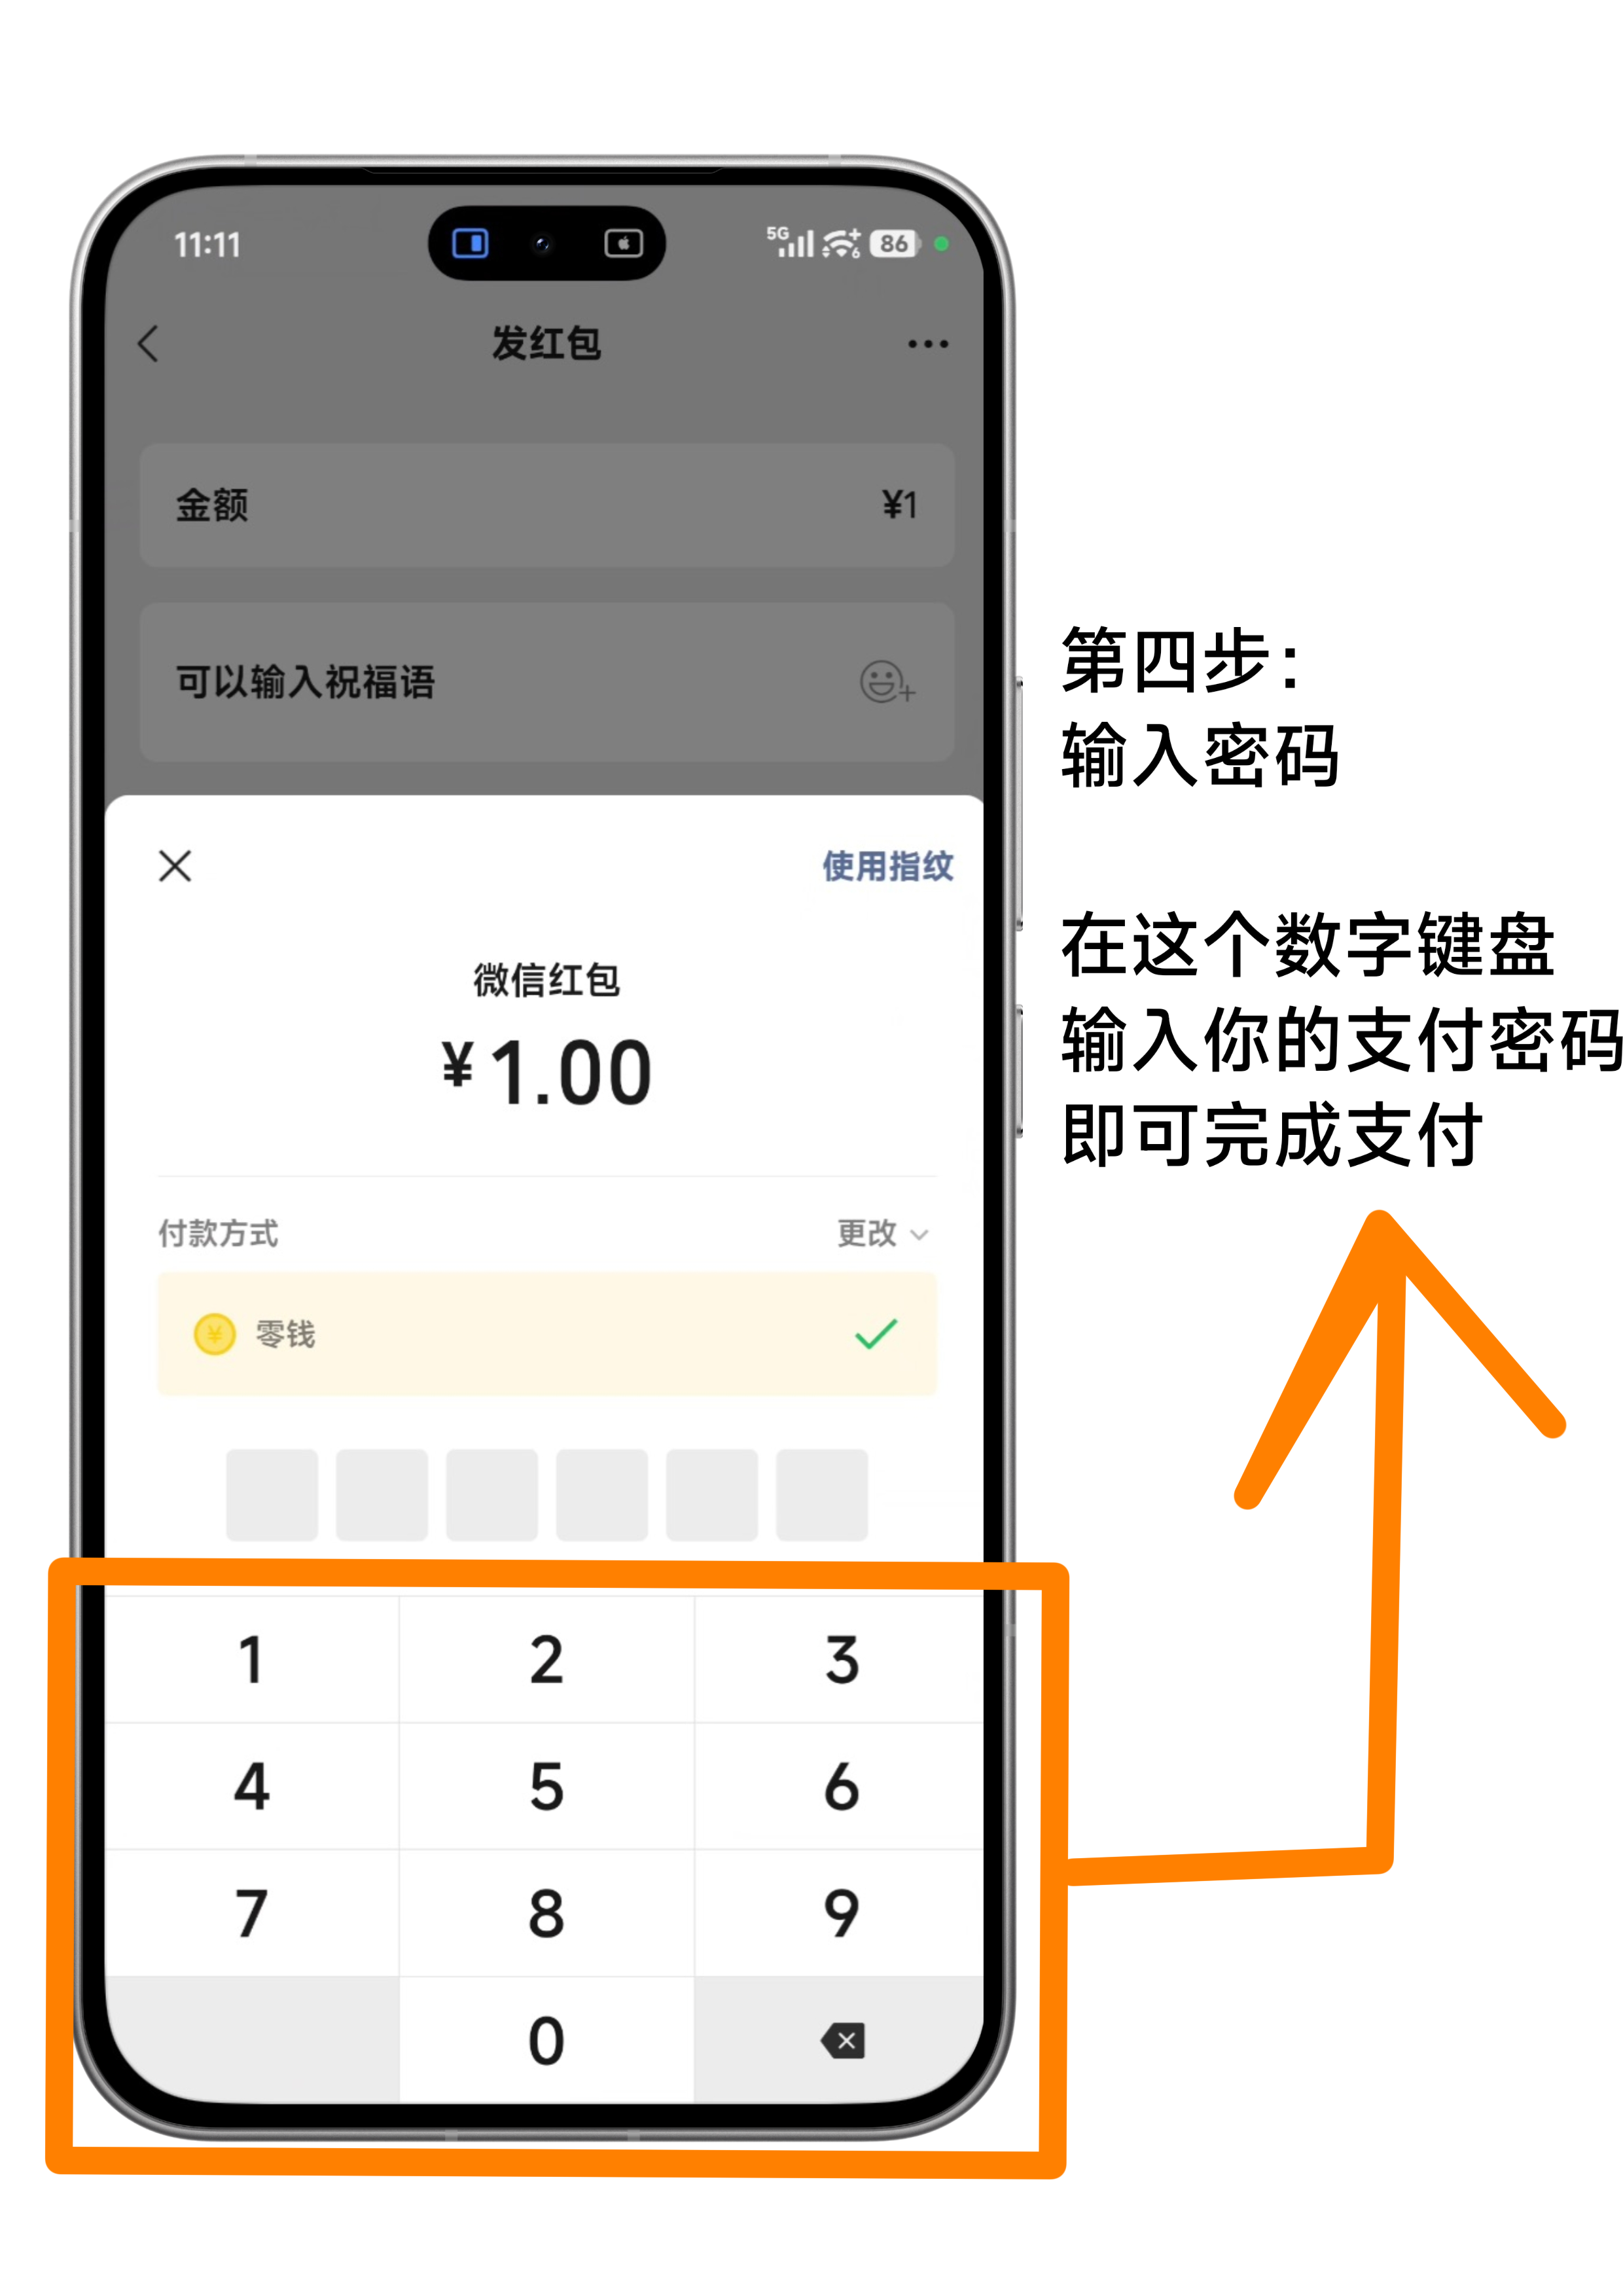 11:11
5G 6 86
发红包
金额 ¥1
可以输入祝福语
使用指纹
微信红包
¥1.00
付款方式 更改
¥ 零钱
1 2 3
4 5 6
7 8 9
0
第四步：
输入密码
在这个数字键盘
输入你的支付密码
即可完成支付